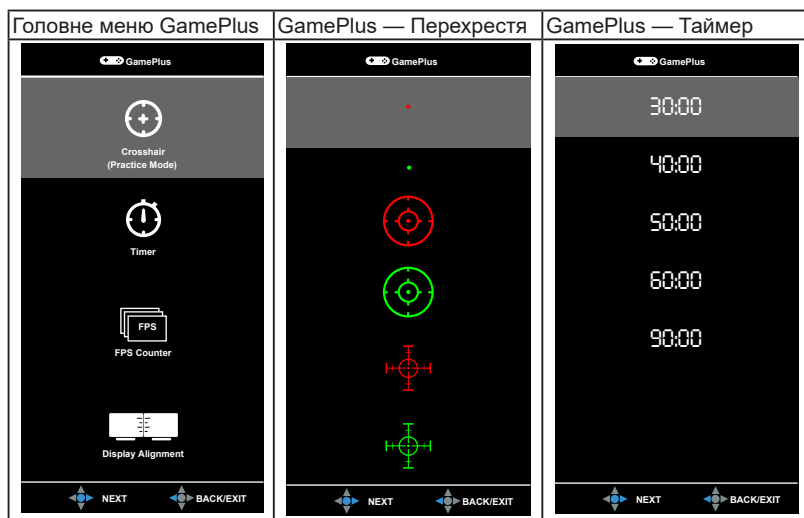 Головне меню GamePlus
GamePlus — Перехрестя
GamePlus — Таймер
GamePlus
Crosshair
(Practice Mode)
Timer
FPS
FPS Counter
Display Alignment
NEXT BACK/EXIT
GamePlus
NEXT BACK/EXIT
GamePlus
30:00
40:00
50:00
60:00
90:00
NEXT BACK/EXIT